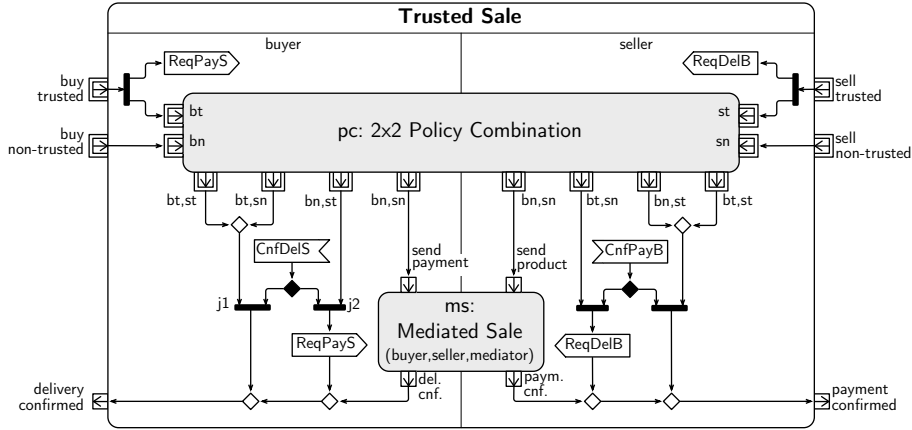 Trusted Sale
buyer
seller
ReqPayS
ReqDelB
buy
trusted
sell
trusted
bt
st
pc: 2x2 Policy Combination
buy
non-trusted
bn
sn
sell
non-trusted
bt,st
bt,sn
bn,st
bn,sn
bn,sn
bt,sn
bn,st
bt,st
CnfDelS
send
payment
send
product
CnfPayB
j1
j2
ms:
Mediated Sale
(buyer,seller,mediator)
ReqPayS
ReqDelB
del.
cnf.
paym.
cnf.
delivery
confirmed
payment
confirmed